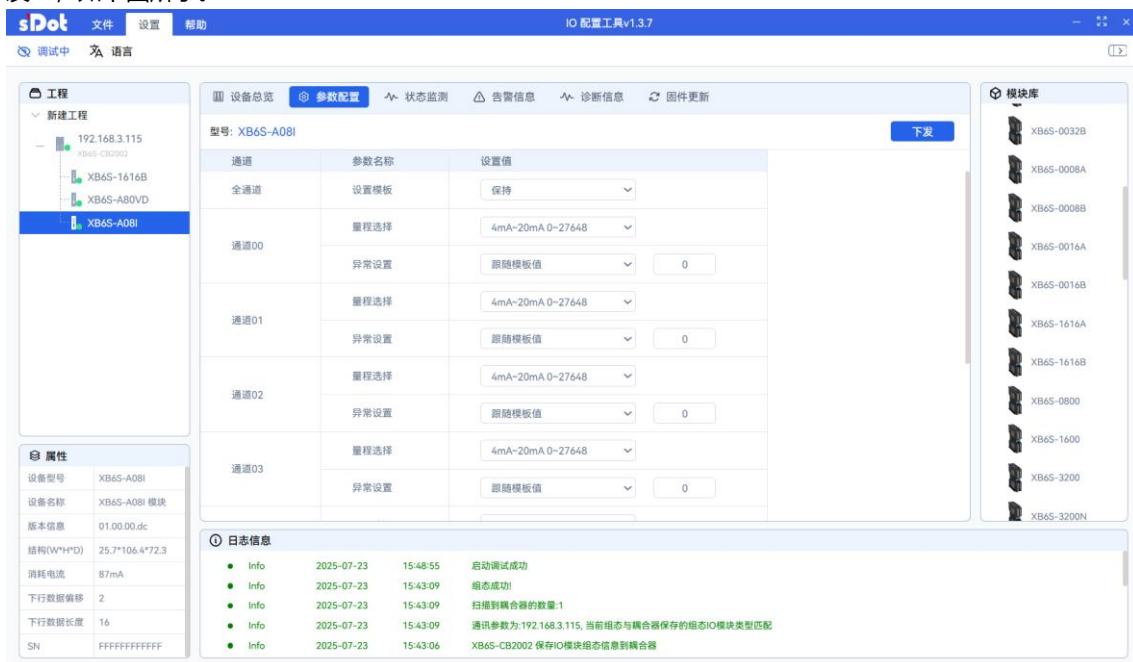 sDot 文件 设置 帮助 IO 配置工具v1.3.7
调试中 语言
工程
新建工程
192.168.3.115
XB6S-CB2002
XB6S-1616B
XB6S-A80VD
XB6S-A08I
设备总览 参数配置 状态监测 告警信息 诊断信息 固件更新
型号: XB6S-A08I 下发
通道 参数名称 设置值
全通道 设置模板 保持
通道00 量程选择 4mA~20mA 0~27648
异常设置 跟随模板值 0
通道01 量程选择 4mA~20mA 0~27648
异常设置 跟随模板值 0
通道02 量程选择 4mA~20mA 0~27648
异常设置 跟随模板值 0
通道03 量程选择 4mA~20mA 0~27648
异常设置 跟随模板值 0
模块库
XB6S-0032B
XB6S-0008A
XB6S-0008B
XB6S-0016A
XB6S-0016B
XB6S-1616A
XB6S-1616B
XB6S-0800
XB6S-1600
XB6S-3200
XB6S-3200N
属性
设备型号 XB6S-A08I
设备名称 XB6S-A08I 模块
版本信息 01.00.00.dc
结构(W*H*D) 25.7*106.4*72.3
消耗电流 87mA
下行数据偏移 2
下行数据长度 16
SN FFFFFFFFFFFF
日志信息
Info 2025-07-23 15:48:55 启动调试成功
Info 2025-07-23 15:43:09 组态成功!
Info 2025-07-23 15:43:09 扫描到耦合器的数量:1
Info 2025-07-23 15:43:09 通讯参数为:192.168.3.115, 当前组态与耦合器保存的组态IO模块类型匹配
Info 2025-07-23 15:43:06 XB6S-CB2002 保存IO模块组态信息到耦合器